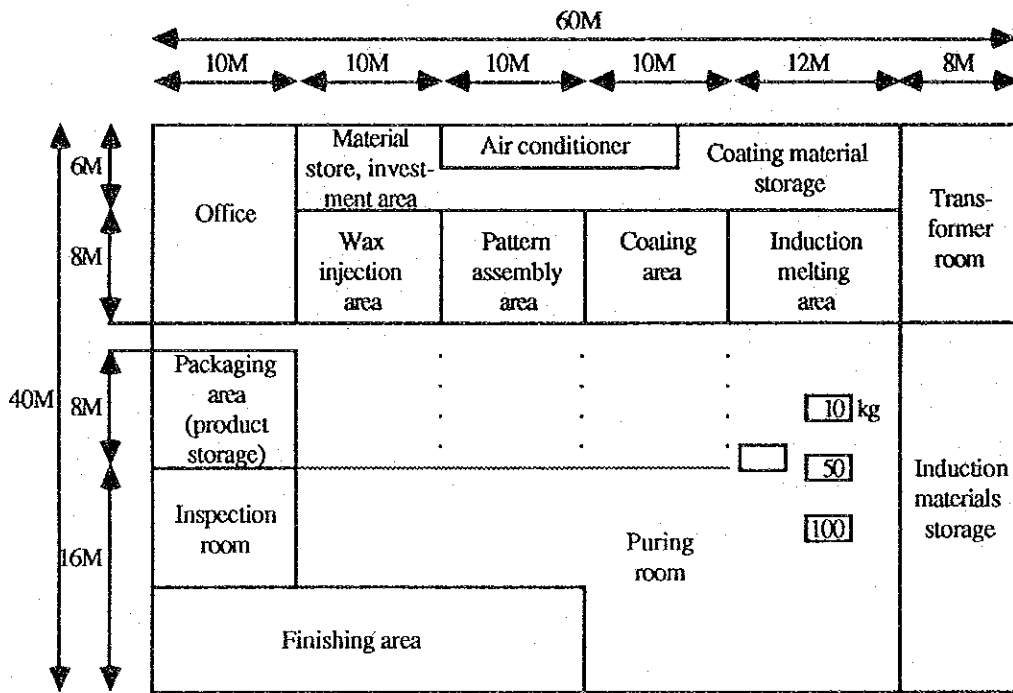 60M
10M
10M
10M
10M
12M
8M
6M
8M
40M
8M
16M
Office
Material
store, invest-
ment area
Air conditioner
Coating material
storage
Trans-
former
room
Wax
injection
area
Pattern
assembly
area
Coating
area
Induction
melting
area
Packaging
area
(product
storage)
10 kg
50
100
Inspection
room
Puring
room
Induction
materials
storage
Finishing area